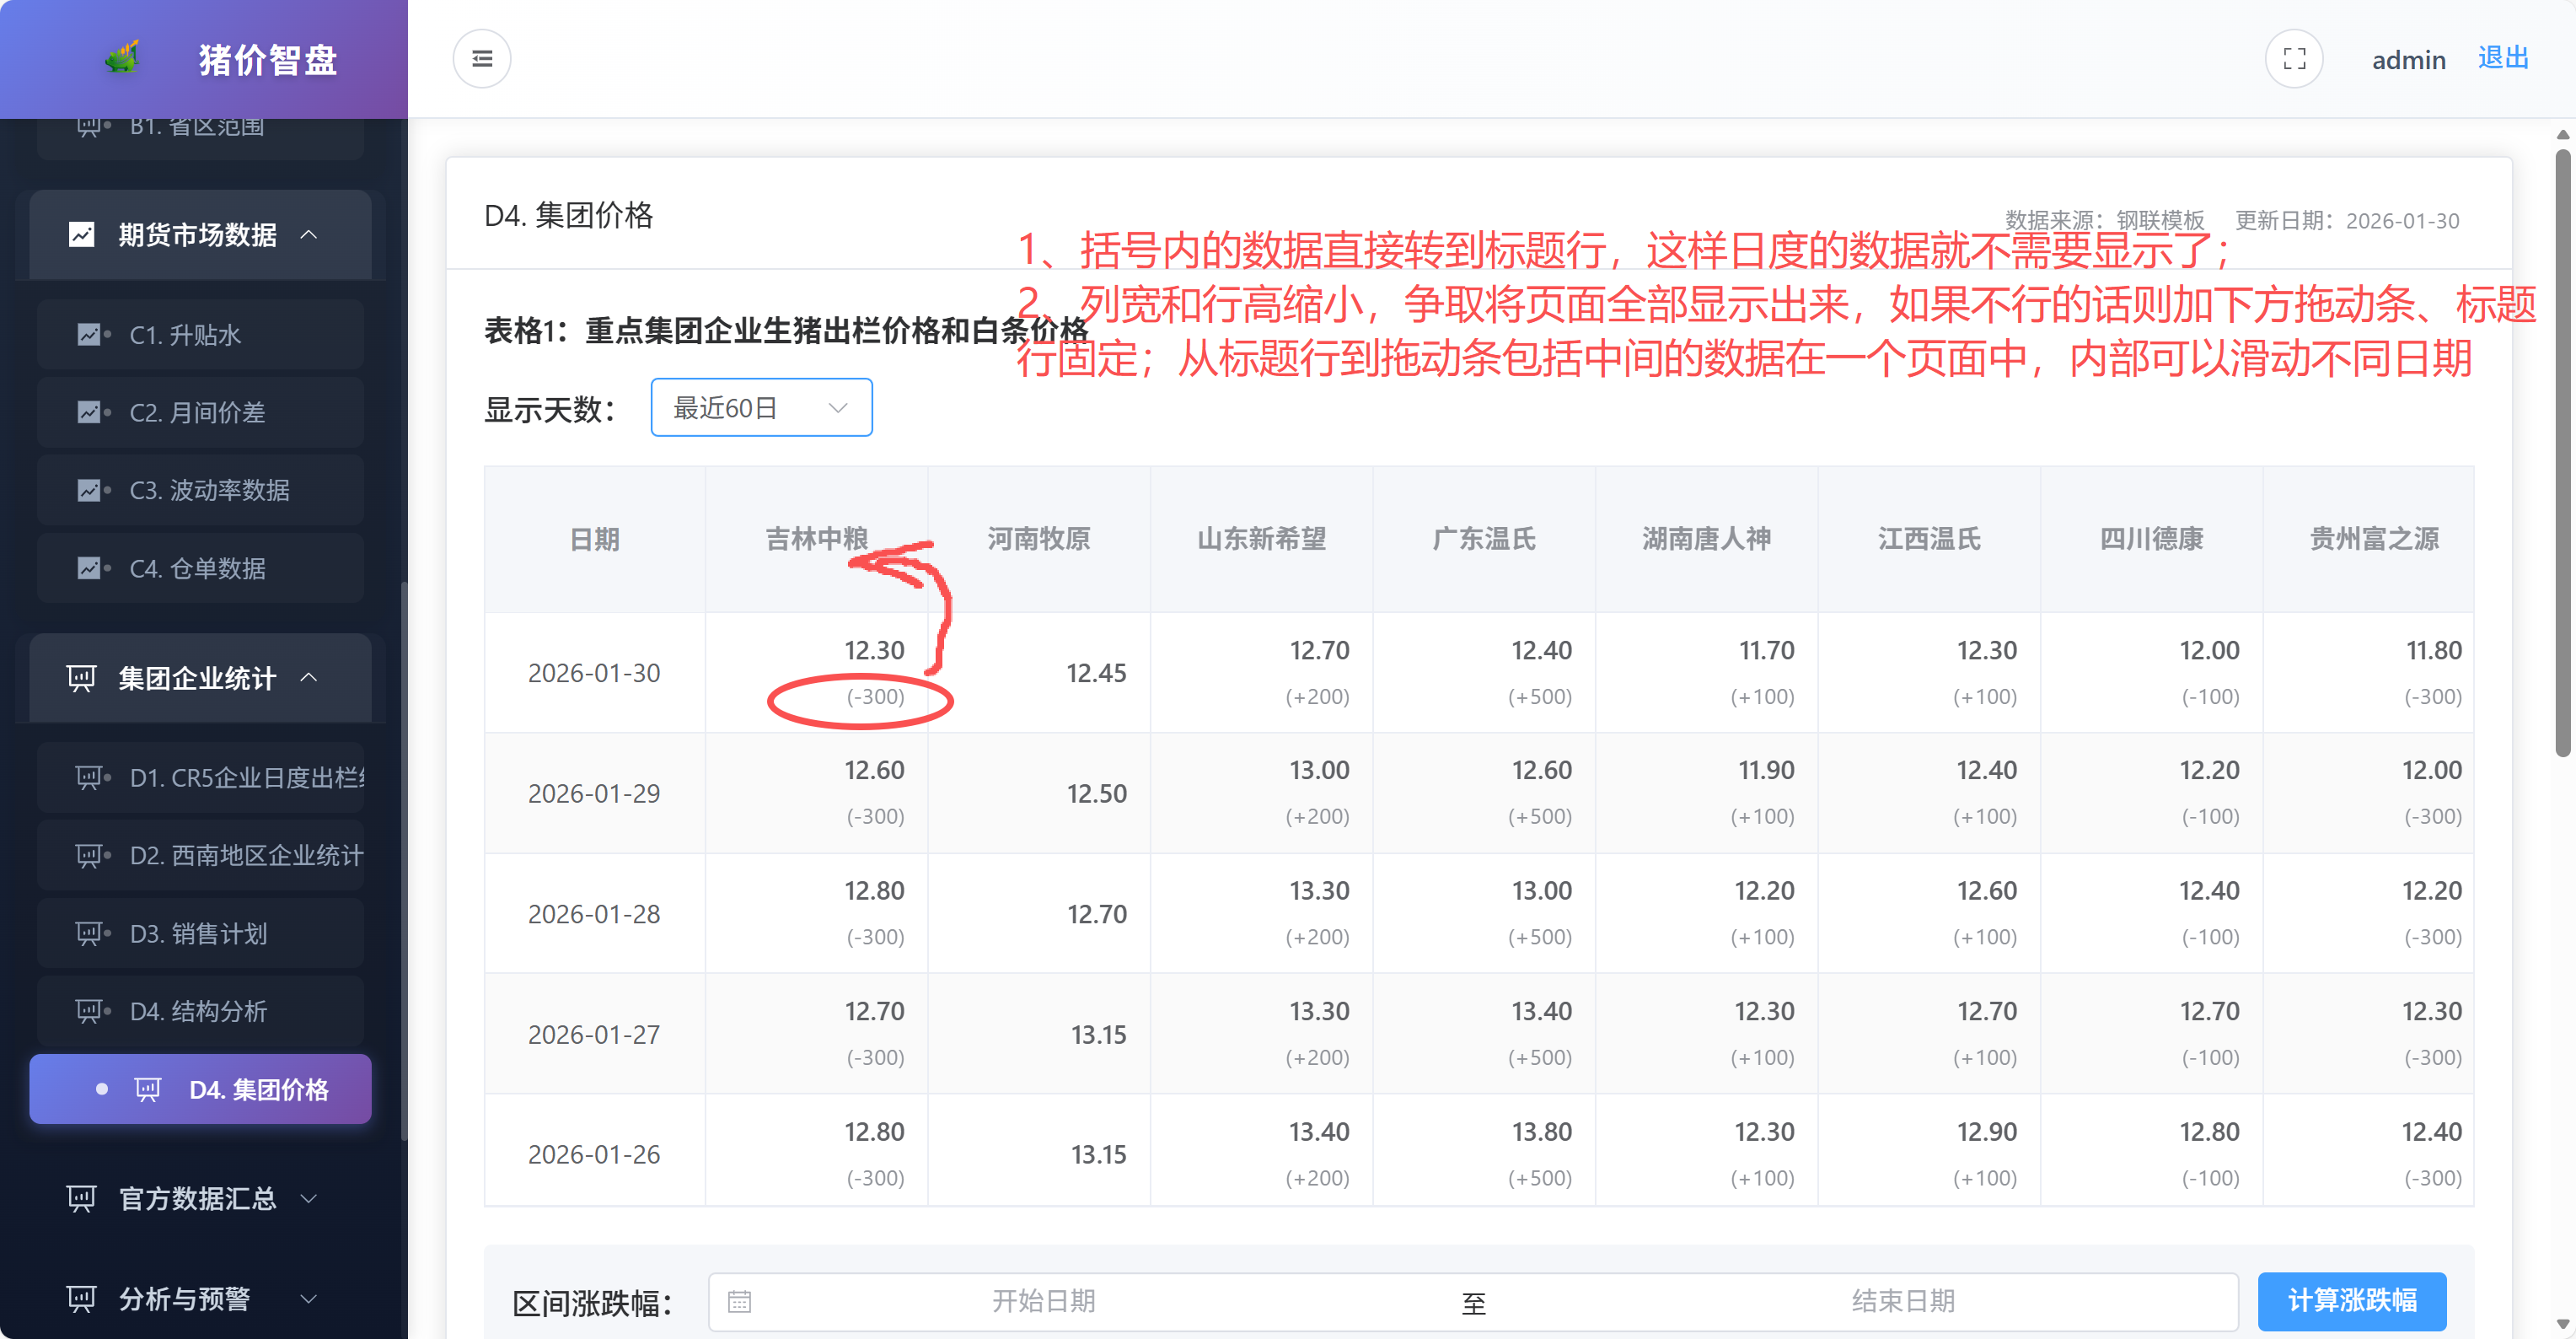 猪价智盘
admin
退出
B1. 省区范围
期货市场数据
C1. 升贴水
C2. 月间价差
C3. 波动率数据
C4. 仓单数据
集团企业统计
D1. CR5企业日度出栏
D2. 西南地区企业统计
D3. 销售计划
D4. 结构分析
D4. 集团价格
官方数据汇总
分析与预警
D4. 集团价格
数据来源：钢联模板 更新日期：2026-01-30
1、括号内的数据直接转到标题行，这样日度的数据就不需要显示了；
2、列宽和行高缩小，争取将页面全部显示出来，如果不行的话则加下方拖动条、标题
行固定；从标题行到拖动条包括中间的数据在一个页面中，内部可以滑动不同日期
表格1：重点集团企业生猪出栏价格和白条价格
显示天数：
最近60日
日期 吉林中粮 河南牧原 山东新希望 广东温氏 湖南唐人神 江西温氏 四川德康 贵州富之源
2026-01-30 12.30 12.45 12.70 12.40 11.70 12.30 12.00 11.80
(-300) (+200) (+500) (+100) (+100) (-100) (-300)
2026-01-29 12.60 12.50 13.00 12.60 11.90 12.40 12.20 12.00
(-300) (+200) (+500) (+100) (+100) (-100) (-300)
2026-01-28 12.80 12.70 13.30 13.00 12.20 12.60 12.40 12.20
(-300) (+200) (+500) (+100) (+100) (-100) (-300)
2026-01-27 12.70 13.15 13.30 13.40 12.30 12.70 12.70 12.30
(-300) (+200) (+500) (+100) (+100) (-100) (-300)
2026-01-26 12.80 13.15 13.40 13.80 12.30 12.90 12.80 12.40
(-300) (+200) (+500) (+100) (+100) (-100) (-300)
区间涨跌幅：
开始日期 至 结束日期
计算涨跌幅